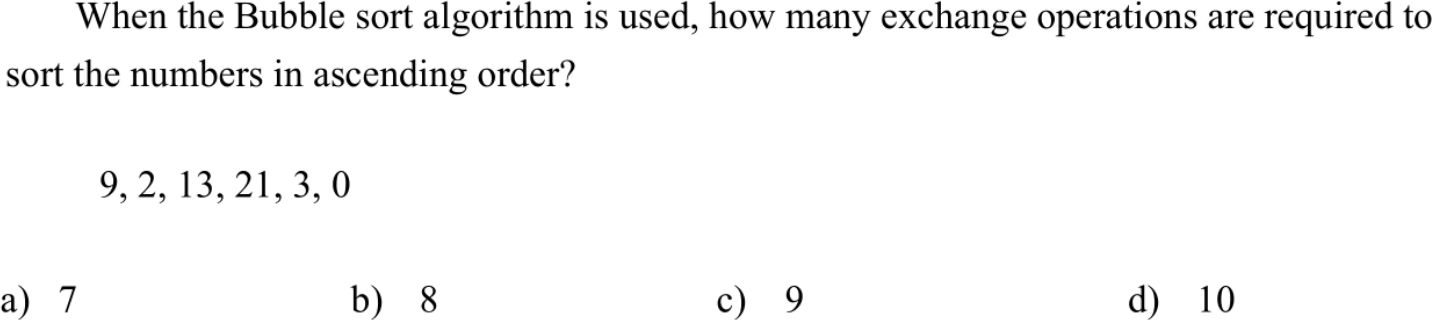 When the Bubble sort algorithm is used, how many exchange operations are required to
sort the numbers in ascending order?
9, 2, 13, 21, 3, 0
a) 7 b) 8 c) 9 d) 10